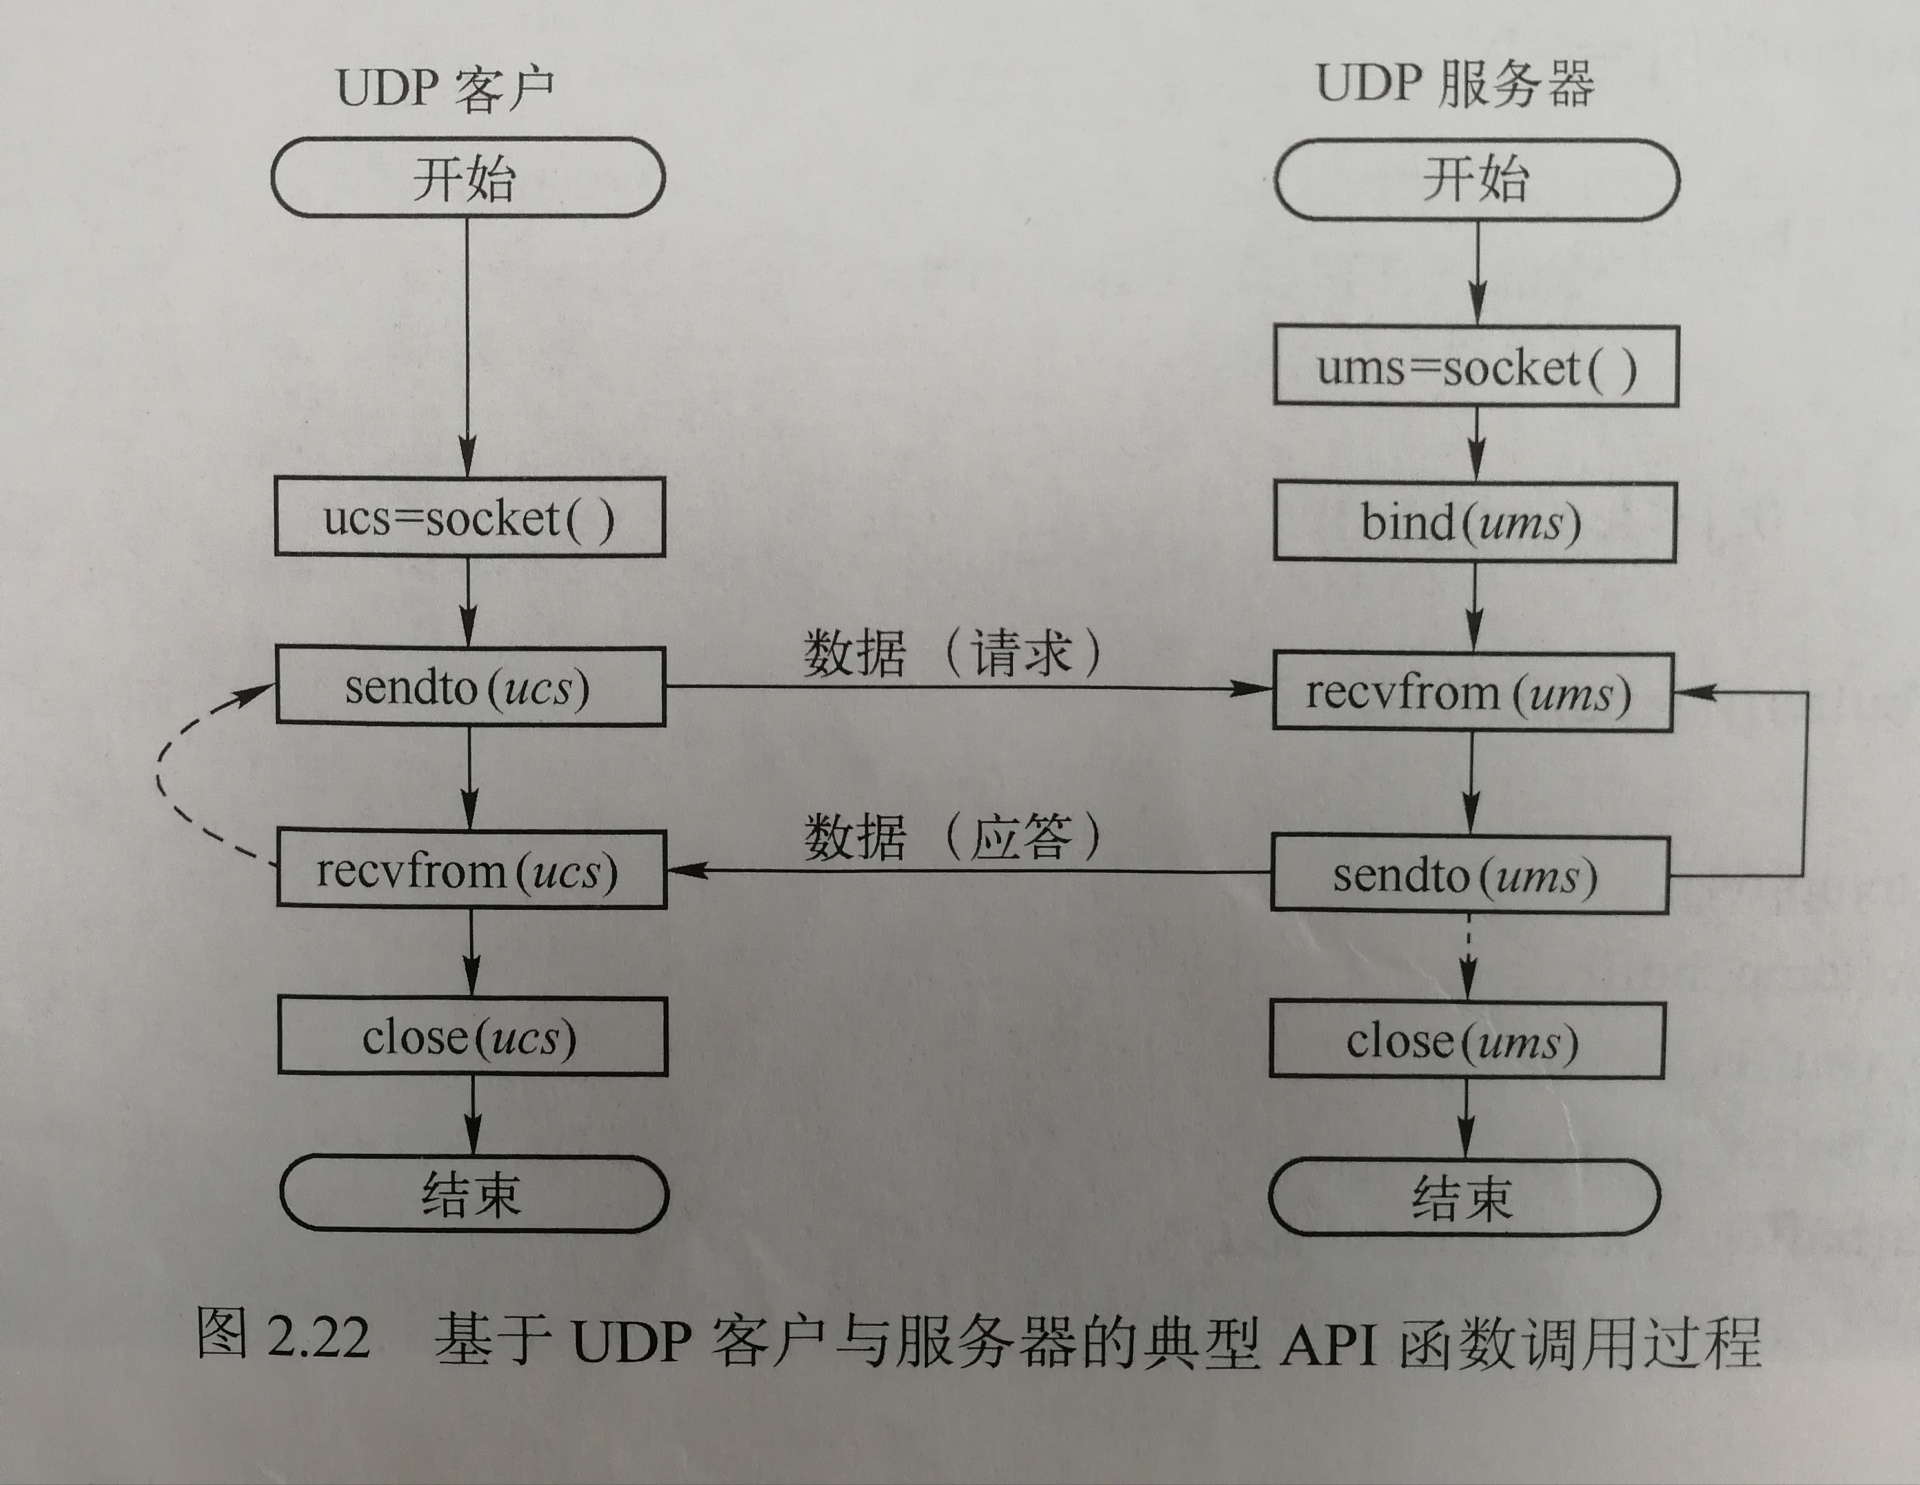 UDP 客户
UDP 服务器
开始
开始
ums=socket( )
ucs=socket( )
bind(ums)
数据（请求）
sendto(ucs)
recvfrom(ums)
数据（应答）
recvfrom(ucs)
sendto(ums)
close(ucs)
close(ums)
结束
结束
图 2.22 基于 UDP 客户与服务器的典型 API 函数调用过程